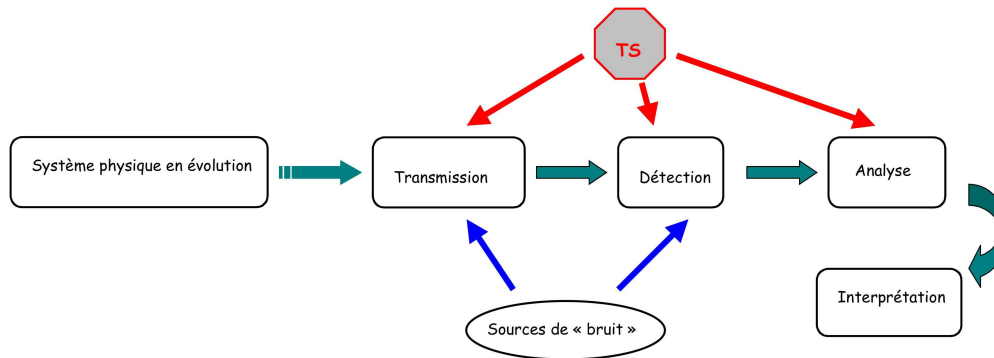 TS
Système physique en évolution
Transmission
Détection
Analyse
Interprétation
Sources de « bruit »